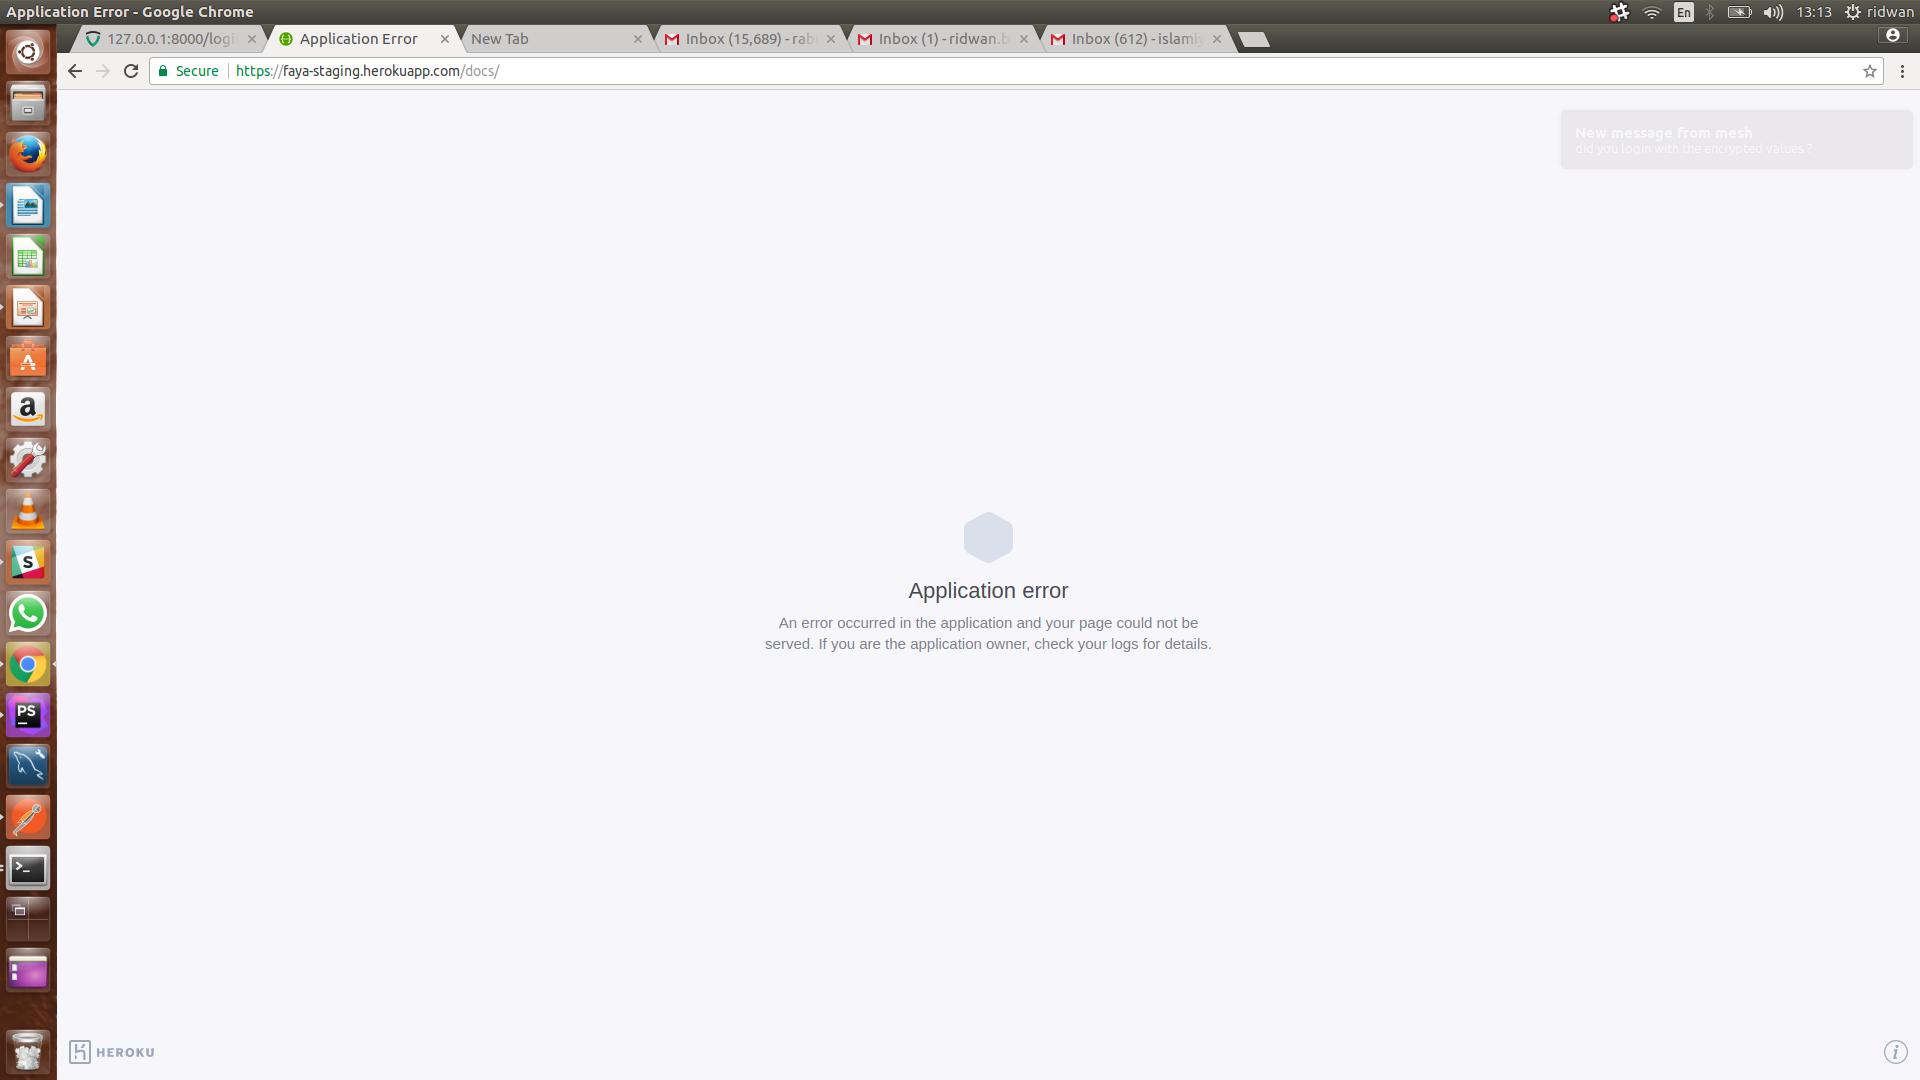 Application Error - Google Chrome
En
13:13
ridwan
127.0.0.1:8000/logi
Application Error
New Tab
Inbox (15,689) - rab
Inbox (1) - ridwan.b
Inbox (612) - islamiy
Secure
https://faya-staging.herokuapp.com/docs/
New message from mesh
did you login with the encrypted values ?
Application error
An error occurred in the application and your page could not be
served. If you are the application owner, check your logs for details.
HEROKU
i
A
a
S
PS
>_